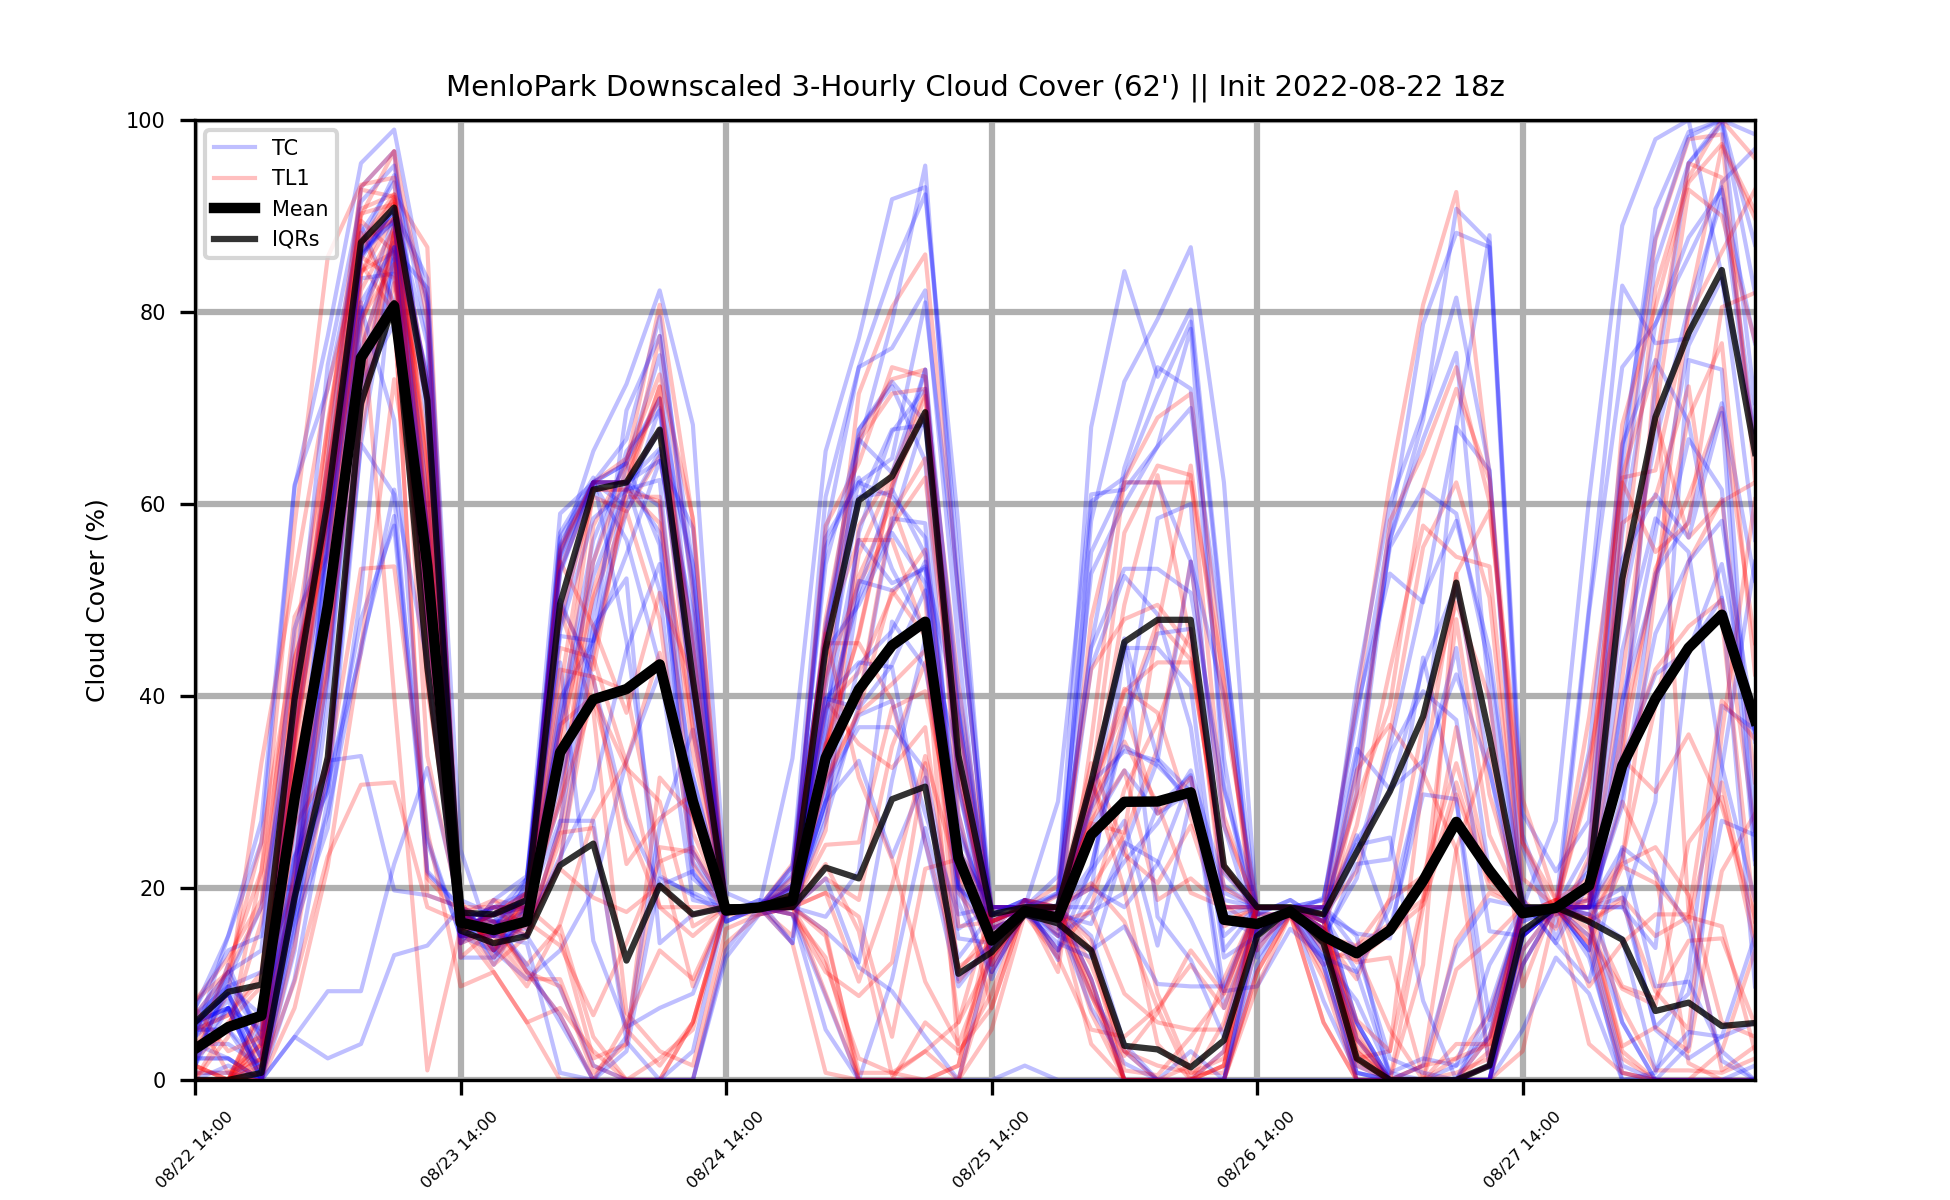 MenloPark Downscaled 3-Hourly Cloud Cover (62') || Init 2022-08-22 18z
Cloud Cover (%)
100
80
60
40
20
0
TC
TL1
Mean
IQRs
08/22 14:00
08/23 14:00
08/24 14:00
08/25 14:00
08/26 14:00
08/27 14:00